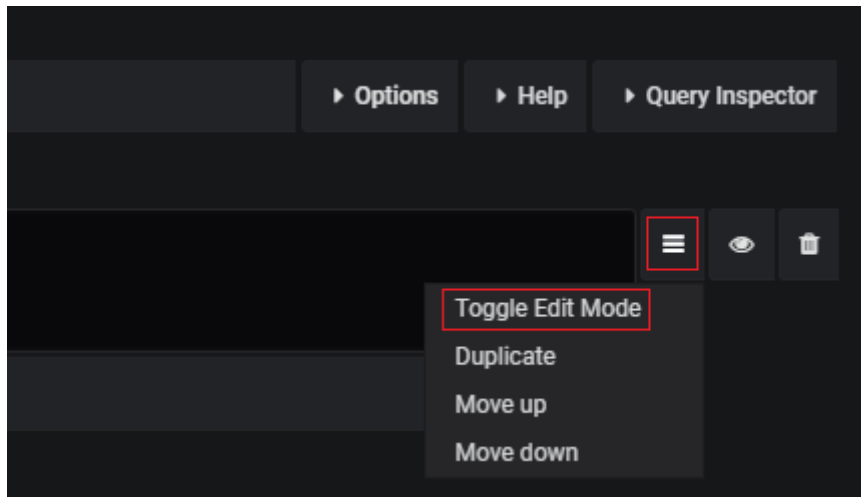 Options Help Query Inspector
Toggle Edit Mode
Duplicate
Move up
Move down